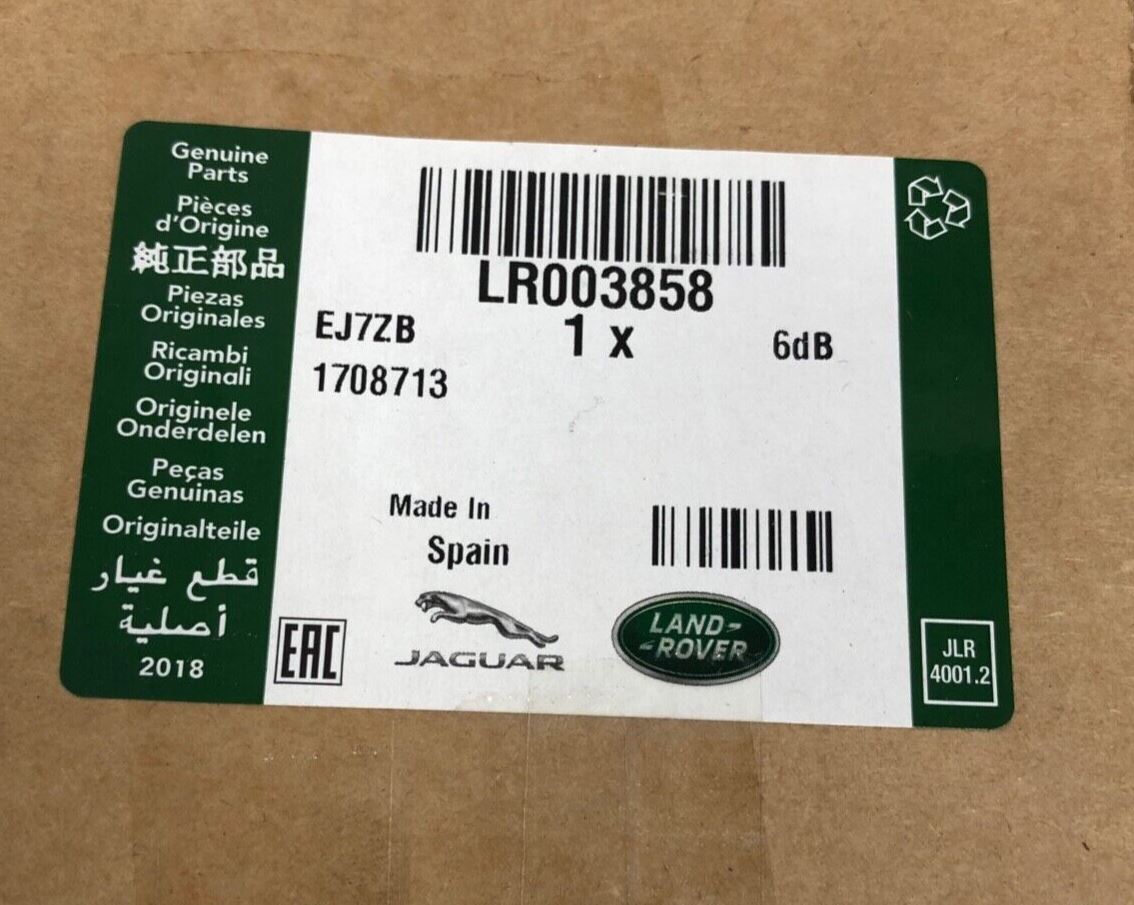 Genuine
Parts
Pièces
d'Origine
純正部品
Piezas
Originales
Ricambi
Originali
Originele
Onderdelen
Peças
Genuinas
Originalteile
قطع غيار
أصلية
2018
LR003858
EJ7ZB
1 x
6dB
1708713
Made In
Spain
EAC
JAGUAR
LAND-
-ROVER
JLR
4001.2